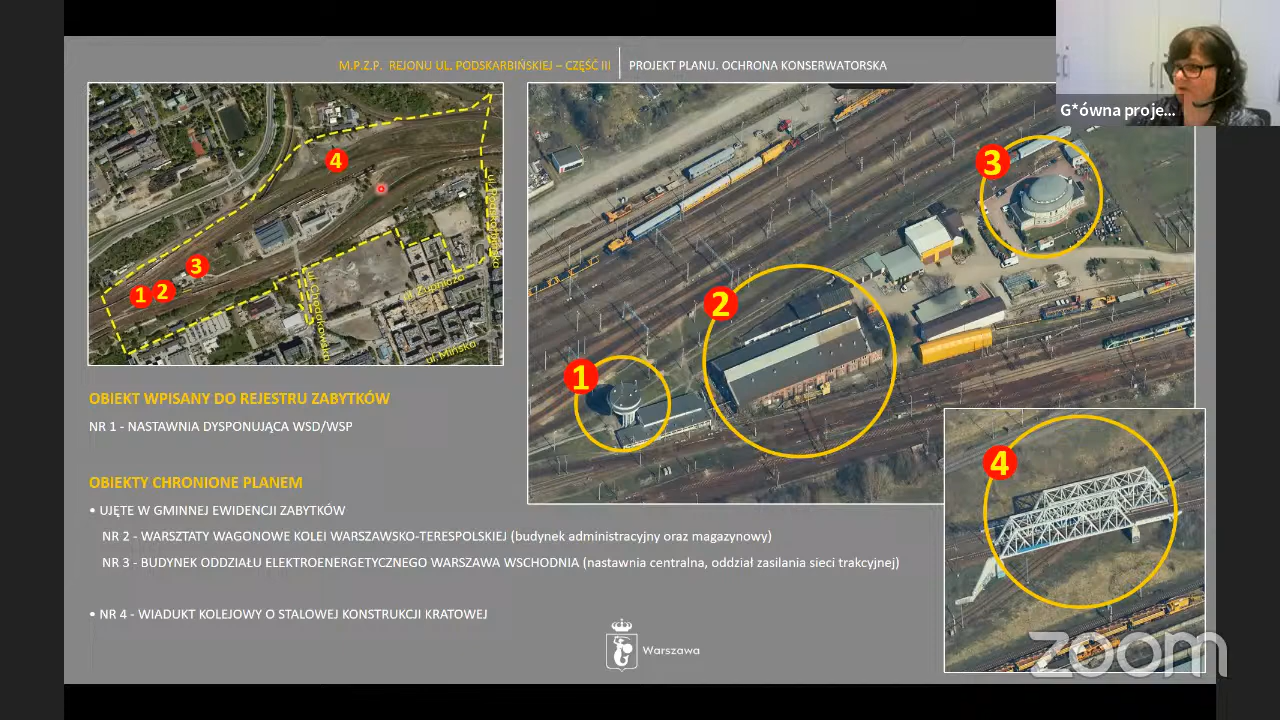 M.P.Z.P. REJONU UL. PODSKARBIŃSKIEJ – CZĘŚĆ III
PROJEKT PLANU. OCHRONA KONSERWATORSKA
G*ówna proje...
4
3
1
2
ul. Chodakowska
ul. Żupnicza
ul. Mińska
3
2
1
4
OBIEKT WPISANY DO REJESTRU ZABYTKÓW
NR 1 - NASTAWNIA DYSPONUJĄCA WSD/WSP
OBIEKTY CHRONIONE PLANEM
• UJĘTE W GMINNEJ EWIDENCJI ZABYTKÓW
NR 2 - WARSZTATY WAGONOWE KOLEI WARSZAWSKO-TERESPOLSKIEJ (budynek administracyjny oraz magazynowy)
NR 3 - BUDYNEK ODDZIAŁU ELEKTROENERGETYCZNEGO WARSZAWA WSCHODNIA (nastawnia centralna, oddział zasilania sieci trakcyjnej)
• NR 4 - WIADUKT KOLEJOWY O STALOWEJ KONSTRUKCJI KRATOWEJ
Warszawa
zoom